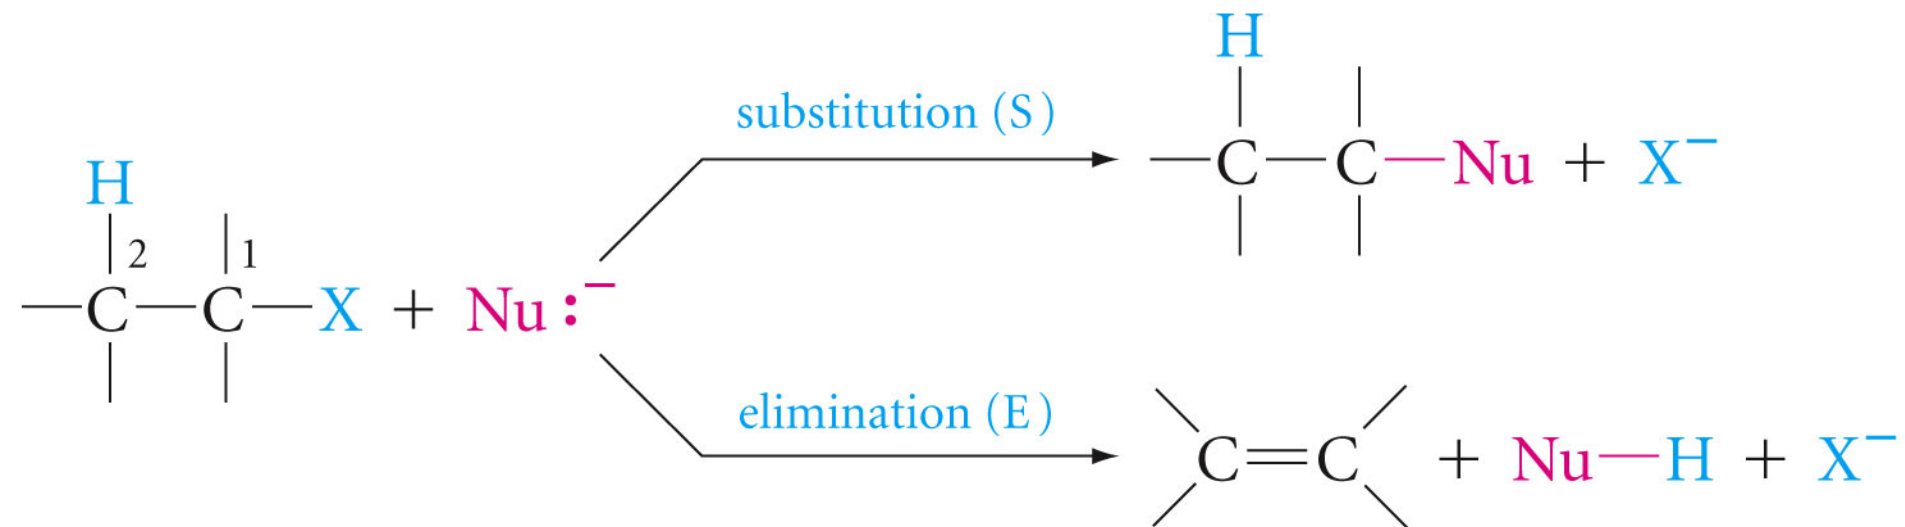 H
substitution (S)
C C Nu + X⁻
H
2 1
C C X + Nu:⁻
elimination (E)
C=C + Nu—H + X⁻